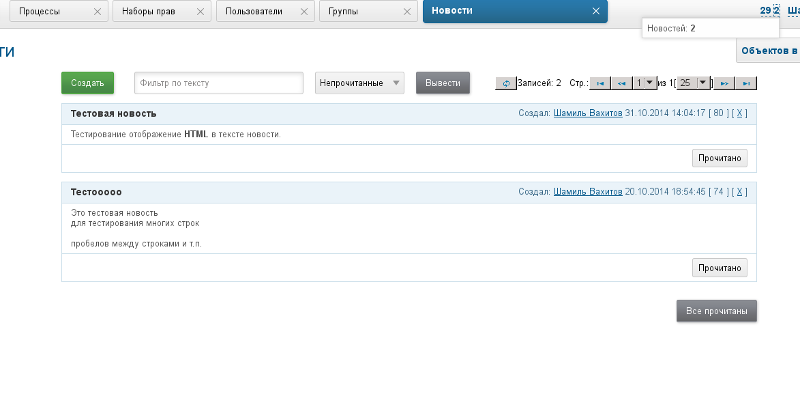 Процессы
Наборы прав
Пользователи
Группы
Новости
29 2
Ша
Новостей: 2
ти
Объектов в
Создать
Фильтр по тексту
Непрочитанные
Вывести
Записей: 2 Стр.: 1 из 1[ 25 ]
Тестовая новость
Создал: Шамиль Вахитов 31.10.2014 14:04:17 [ 80 ] [ X ]
Тестирование отображение HTML в тексте новости.
Прочитано
Тестооооо
Создал: Шамиль Вахитов 20.10.2014 18:54:45 [ 74 ] [ X ]
Это тестовая новость
для тестирования многих строк
пробелов между строками и т.п.
Прочитано
Все прочитаны